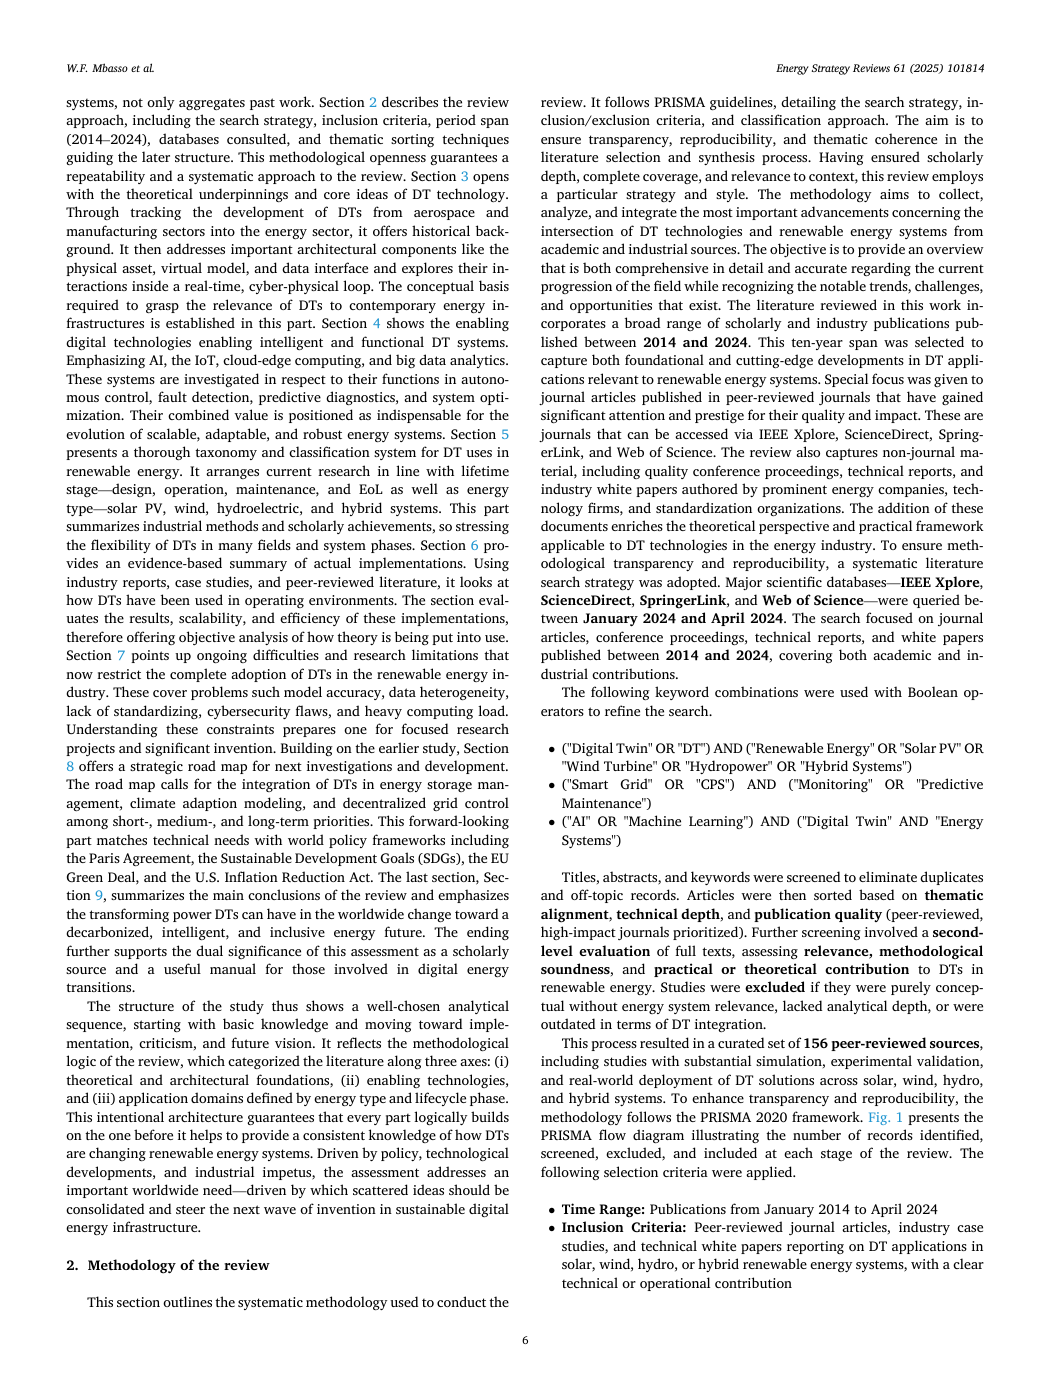 W.F. Mbasso et al.
Energy Strategy Reviews 61 (2025) 101814
systems, not only aggregates past work. Section 2 describes the review
approach, including the search strategy, inclusion criteria, period span
(2014–2024), databases consulted, and thematic sorting techniques
guiding the later structure. This methodological openness guarantees a
repeatability and a systematic approach to the review. Section 3 opens
with the theoretical underpinnings and core ideas of DT technology.
Through tracking the development of DTs from aerospace and
manufacturing sectors into the energy sector, it offers historical back-
ground. It then addresses important architectural components like the
physical asset, virtual model, and data interface and explores their in-
teractions inside a real-time, cyber-physical loop. The conceptual basis
required to grasp the relevance of DTs to contemporary energy in-
frastructures is established in this part. Section 4 shows the enabling
digital technologies enabling intelligent and functional DT systems.
Emphasizing AI, the IoT, cloud-edge computing, and big data analytics.
These systems are investigated in respect to their functions in autono-
mous control, fault detection, predictive diagnostics, and system opti-
mization. Their combined value is positioned as indispensable for the
evolution of scalable, adaptable, and robust energy systems. Section 5
presents a thorough taxonomy and classification system for DT uses in
renewable energy. It arranges current research in line with lifetime
stage—design, operation, maintenance, and EoL as well as energy
type—solar PV, wind, hydroelectric, and hybrid systems. This part
summarizes industrial methods and scholarly achievements, so stressing
the flexibility of DTs in many fields and system phases. Section 6 pro-
vides an evidence-based summary of actual implementations. Using
industry reports, case studies, and peer-reviewed literature, it looks at
how DTs have been used in operating environments. The section eval-
uates the results, scalability, and efficiency of these implementations,
therefore offering objective analysis of how theory is being put into use.
Section 7 points up ongoing difficulties and research limitations that
now restrict the complete adoption of DTs in the renewable energy in-
dustry. These cover problems such model accuracy, data heterogeneity,
lack of standardizing, cybersecurity flaws, and heavy computing load.
Understanding these constraints prepares one for focused research
projects and significant invention. Building on the earlier study, Section
8 offers a strategic road map for next investigations and development.
The road map calls for the integration of DTs in energy storage man-
agement, climate adaption modeling, and decentralized grid control
among short-, medium-, and long-term priorities. This forward-looking
part matches technical needs with world policy frameworks including
the Paris Agreement, the Sustainable Development Goals (SDGs), the EU
Green Deal, and the U.S. Inflation Reduction Act. The last section, Sec-
tion 9, summarizes the main conclusions of the review and emphasizes
the transforming power DTs can have in the worldwide change toward a
decarbonized, intelligent, and inclusive energy future. The ending
further supports the dual significance of this assessment as a scholarly
source and a useful manual for those involved in digital energy
transitions.
The structure of the study thus shows a well-chosen analytical
sequence, starting with basic knowledge and moving toward imple-
mentation, criticism, and future vision. It reflects the methodological
logic of the review, which categorized the literature along three axes: (i)
theoretical and architectural foundations, (ii) enabling technologies,
and (iii) application domains defined by energy type and lifecycle phase.
This intentional architecture guarantees that every part logically builds
on the one before it helps to provide a consistent knowledge of how DTs
are changing renewable energy systems. Driven by policy, technological
developments, and industrial impetus, the assessment addresses an
important worldwide need—driven by which scattered ideas should be
consolidated and steer the next wave of invention in sustainable digital
energy infrastructure.
2. Methodology of the review
This section outlines the systematic methodology used to conduct the
review. It follows PRISMA guidelines, detailing the search strategy, in-
clusion/exclusion criteria, and classification approach. The aim is to
ensure transparency, reproducibility, and thematic coherence in the
literature selection and synthesis process. Having ensured scholarly
depth, complete coverage, and relevance to context, this review employs
a particular strategy and style. The methodology aims to collect,
analyze, and integrate the most important advancements concerning the
intersection of DT technologies and renewable energy systems from
academic and industrial sources. The objective is to provide an overview
that is both comprehensive in detail and accurate regarding the current
progression of the field while recognizing the notable trends, challenges,
and opportunities that exist. The literature reviewed in this work in-
corporates a broad range of scholarly and industry publications pub-
lished between 2014 and 2024. This ten-year span was selected to
capture both foundational and cutting-edge developments in DT appli-
cations relevant to renewable energy systems. Special focus was given to
journal articles published in peer-reviewed journals that have gained
significant attention and prestige for their quality and impact. These are
journals that can be accessed via IEEE Xplore, ScienceDirect, Spring-
erLink, and Web of Science. The review also captures non-journal ma-
terial, including quality conference proceedings, technical reports, and
industry white papers authored by prominent energy companies, tech-
nology firms, and standardization organizations. The addition of these
documents enriches the theoretical perspective and practical framework
applicable to DT technologies in the energy industry. To ensure meth-
odological transparency and reproducibility, a systematic literature
search strategy was adopted. Major scientific databases—IEEE Xplore,
ScienceDirect, SpringerLink, and Web of Science—were queried be-
tween January 2024 and April 2024. The search focused on journal
articles, conference proceedings, technical reports, and white papers
published between 2014 and 2024, covering both academic and in-
dustrial contributions.
The following keyword combinations were used with Boolean op-
erators to refine the search.
• ("Digital Twin" OR "DT") AND ("Renewable Energy" OR "Solar PV" OR
"Wind Turbine" OR "Hydropower" OR "Hybrid Systems")
• ("Smart Grid" OR "CPS") AND ("Monitoring" OR "Predictive
Maintenance")
• ("AI" OR "Machine Learning") AND ("Digital Twin" AND "Energy
Systems")
Titles, abstracts, and keywords were screened to eliminate duplicates
and off-topic records. Articles were then sorted based on thematic
alignment, technical depth, and publication quality (peer-reviewed,
high-impact journals prioritized). Further screening involved a second-
level evaluation of full texts, assessing relevance, methodological
soundness, and practical or theoretical contribution to DTs in
renewable energy. Studies were excluded if they were purely concep-
tual without energy system relevance, lacked analytical depth, or were
outdated in terms of DT integration.
This process resulted in a curated set of 156 peer-reviewed sources,
including studies with substantial simulation, experimental validation,
and real-world deployment of DT solutions across solar, wind, hydro,
and hybrid systems. To enhance transparency and reproducibility, the
methodology follows the PRISMA 2020 framework. Fig. 1 presents the
PRISMA flow diagram illustrating the number of records identified,
screened, excluded, and included at each stage of the review. The
following selection criteria were applied.
• Time Range: Publications from January 2014 to April 2024
• Inclusion Criteria: Peer-reviewed journal articles, industry case
studies, and technical white papers reporting on DT applications in
solar, wind, hydro, or hybrid renewable energy systems, with a clear
technical or operational contribution
6